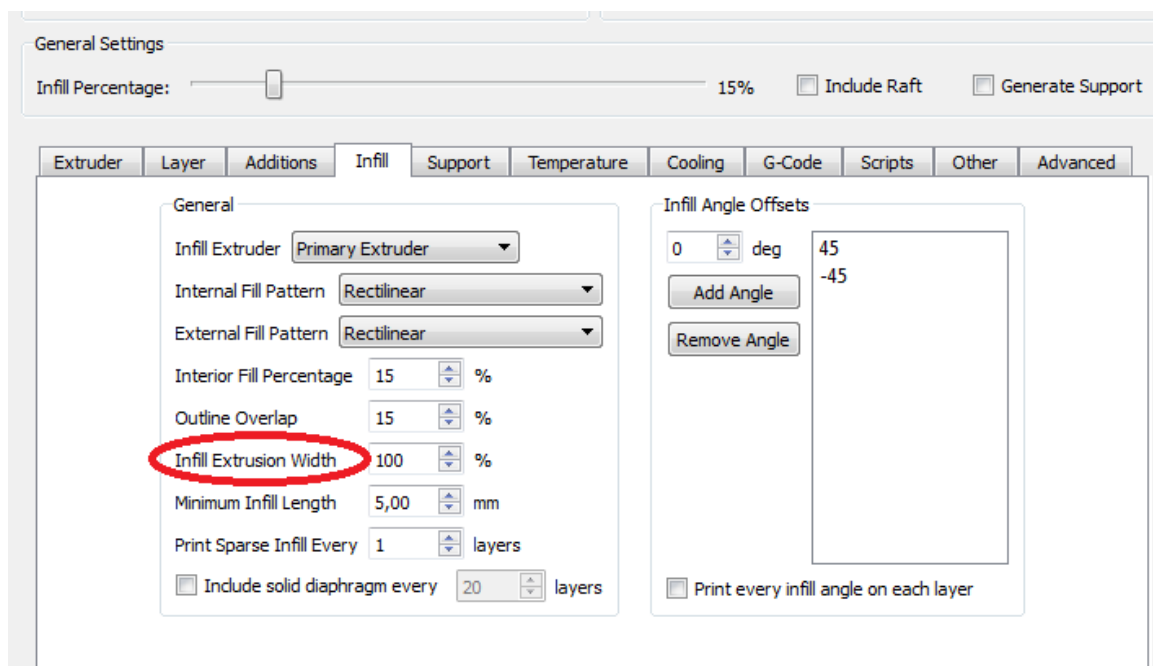 General Settings
Infill Percentage: 15% Include Raft Generate Support
Extruder Layer Additions Infill Support Temperature Cooling G-Code Scripts Other Advanced
General
Infill Extruder Primary Extruder
Internal Fill Pattern Rectilinear
External Fill Pattern Rectilinear
Interior Fill Percentage 15 %
Outline Overlap 15 %
Infill Extrusion Width 100 %
Minimum Infill Length 5,00 mm
Print Sparse Infill Every 1 layers
Include solid diaphragm every 20 layers
Infill Angle Offsets
0 deg
Add Angle
Remove Angle
45
-45
Print every infill angle on each layer